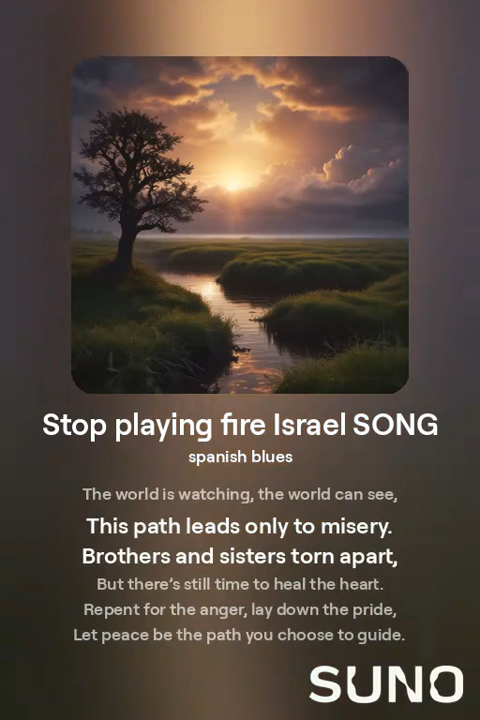 Stop playing fire Israel SONG
spanish blues
The world is watching, the world can see,
This path leads only to misery.
Brothers and sisters torn apart,
But there's still time to heal the heart.
Repent for the anger, lay down the pride,
Let peace be the path you choose to guide.
SUNO